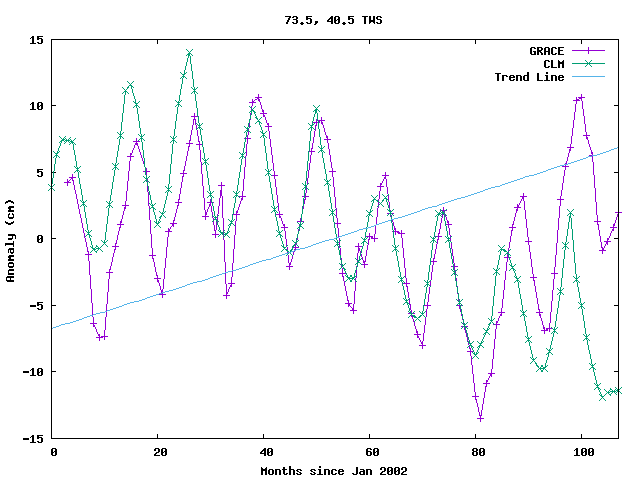 73.5, 40.5 TWS
GRACE
CLM
Trend Line
15
10
5
0
-5
-10
-15
Anomaly (cm)
0 20 40 60 80 100
Months since Jan 2002